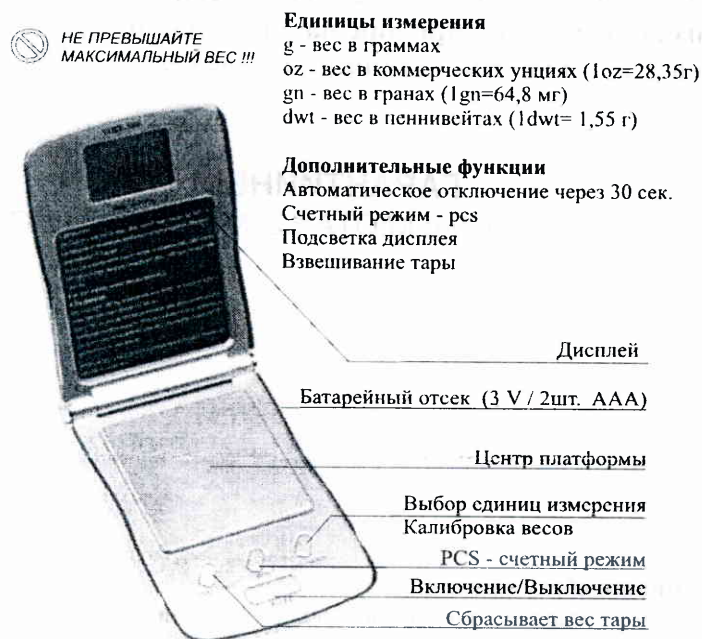 НЕ ПРЕВЫШАЙТЕ
МАКСИМАЛЬНЫЙ ВЕС !!!
Единицы измерения
g - вес в граммах
oz - вес в коммерческих унциях (1oz=28,35г)
gn - вес в гранах (1gn=64,8 мг)
dwt - вес в пеннивейтах (1dwt= 1,55 г)
Дополнительные функции
Автоматическое отключение через 30 сек.
Счетный режим - pcs
Подсветка дисплея
Взвешивание тары
Дисплей
Батарейный отсек (3 V / 2шт. AAA)
Центр платформы
Выбор единиц измерения
Калибровка весов
PCS - счетный режим
Включение/Выключение
Сбрасывает вес тары